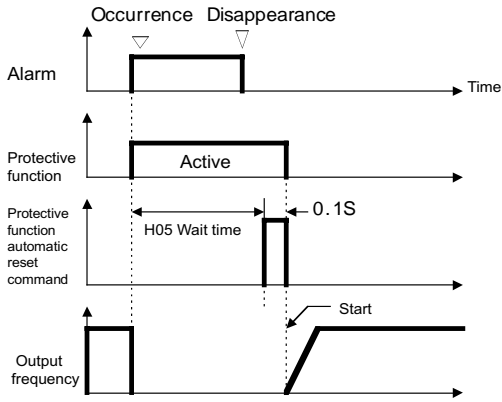 Occurrence Disappearance
Alarm
Time
Protective
function
Active
Protective
function
automatic
reset
command
H05 Wait time
0.1S
Start
Output
frequency